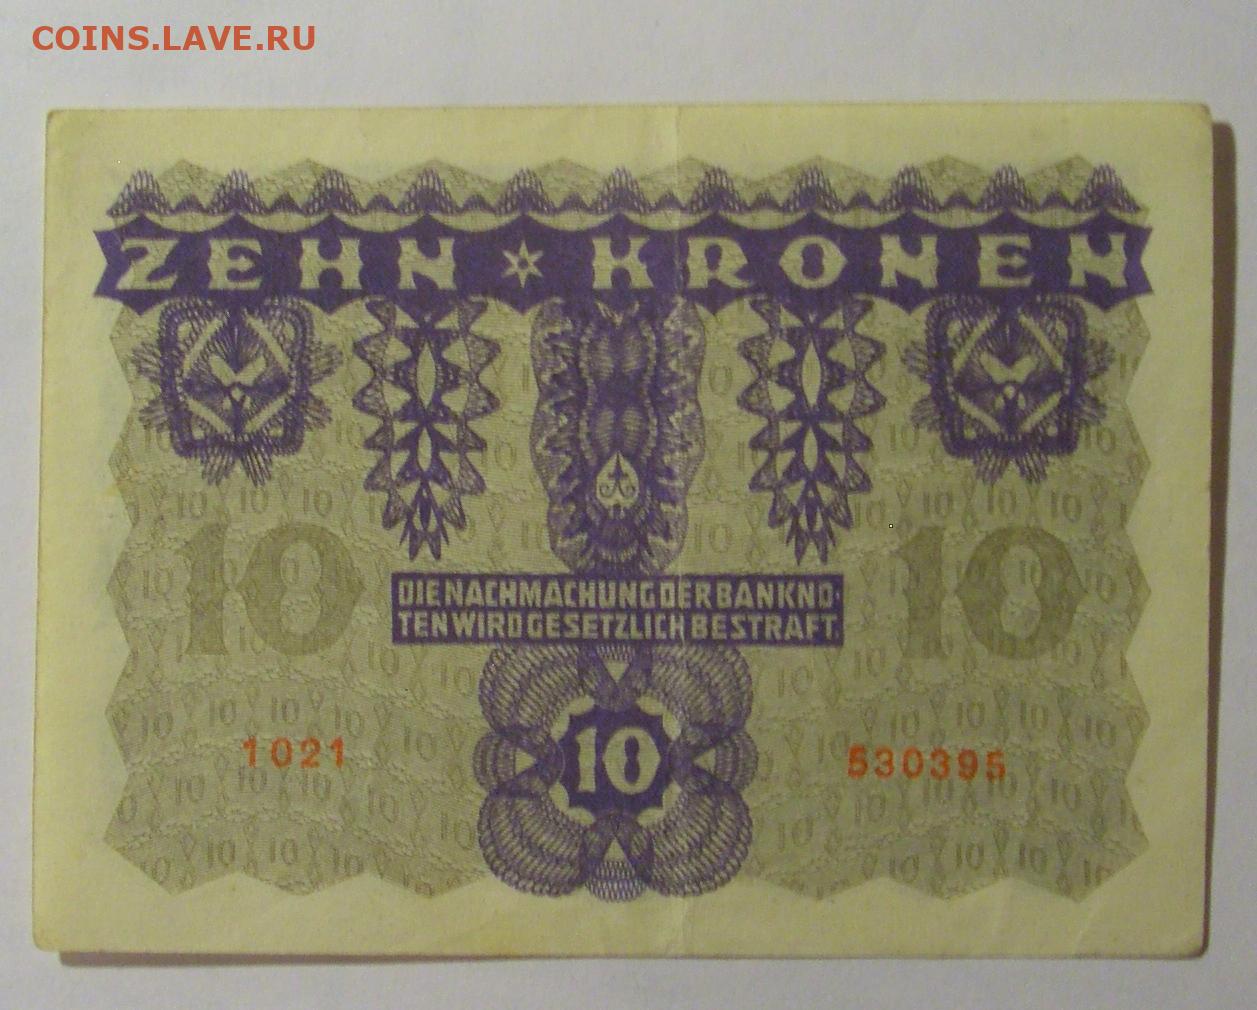 COINS.LAVE.RU
ZEHN ✶ KRONEN
10 10
DIE NACHMACHUNG DER BANKNO-
TEN WIRD GESETZLICH BESTRAFT.
10
1021 530395